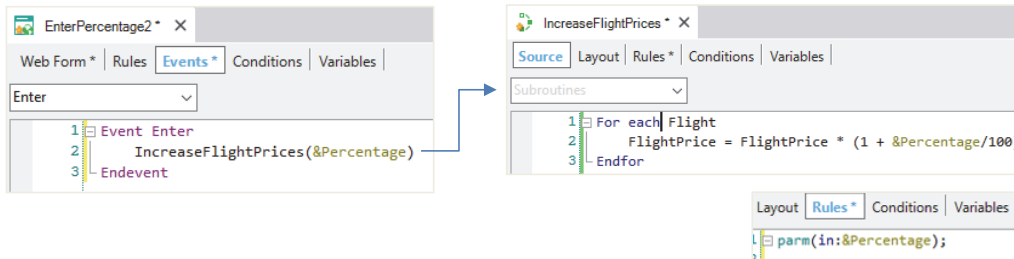 EnterPercentage2 * ✕
Web Form * Rules Events * Conditions Variables
Enter
1 Event Enter
2 IncreaseFlightPrices(&Percentage)
3 Endevent
IncreaseFlightPrices * ✕
Source Layout Rules * Conditions Variables
Subroutines
1 For each Flight
2 FlightPrice = FlightPrice * (1 + &Percentage/100
3 Endfor
Layout Rules * Conditions Variables
1 parm(in:&Percentage);